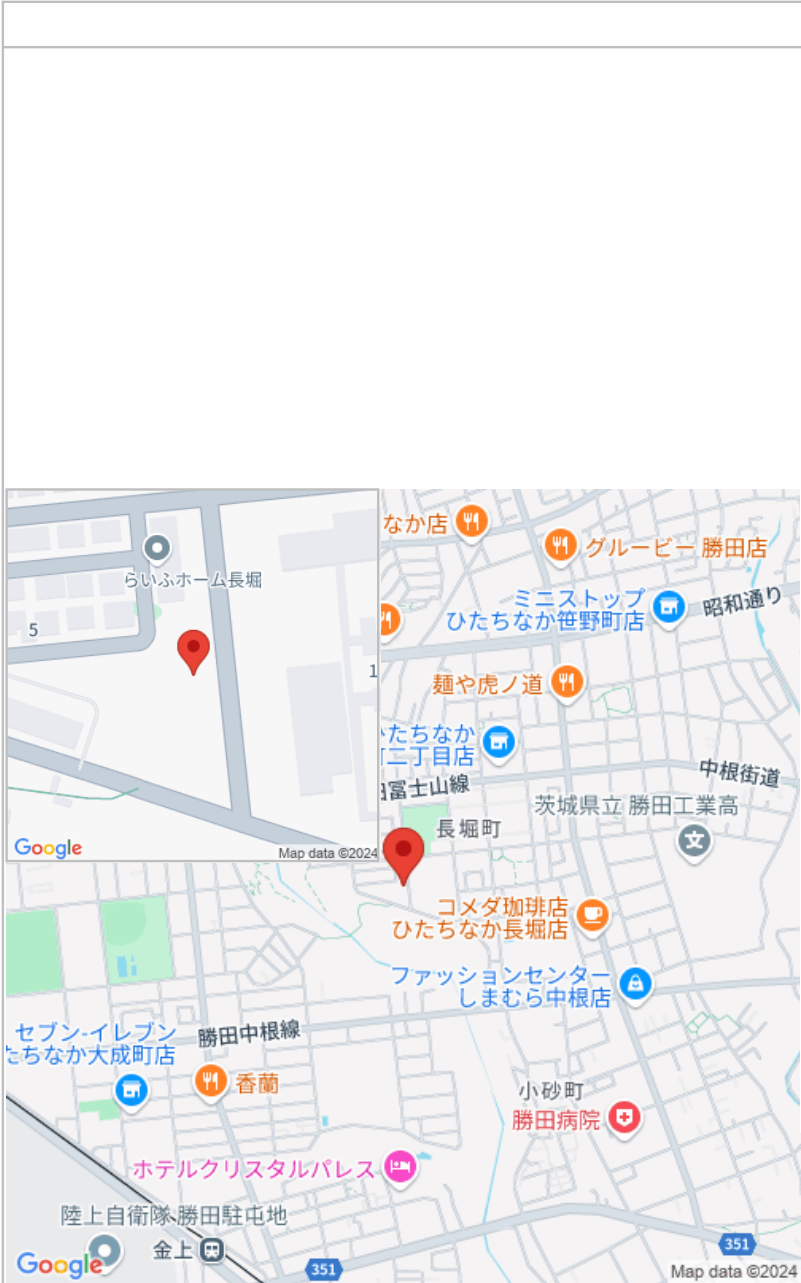 らいふホーム長堀
5
1
Google
Map data ©2024
なか店
グルービー 勝田店
ミニストップ
ひたちなか笹野町店
昭和通り
麺や虎ノ道
たちなか
二丁目店
中根街道
富士山線
茨城県立 勝田工業高
長堀町
コメダ珈琲店
ひたちなか長堀店
ファッションセンター
しまむら中根店
セブン-イレブン
たちなか大成町店
勝田中根線
香蘭
小砂町
勝田病院
ホテルクリスタルパレス
陸上自衛隊 勝田駐屯地
金上
351
351
Google
Map data ©2024